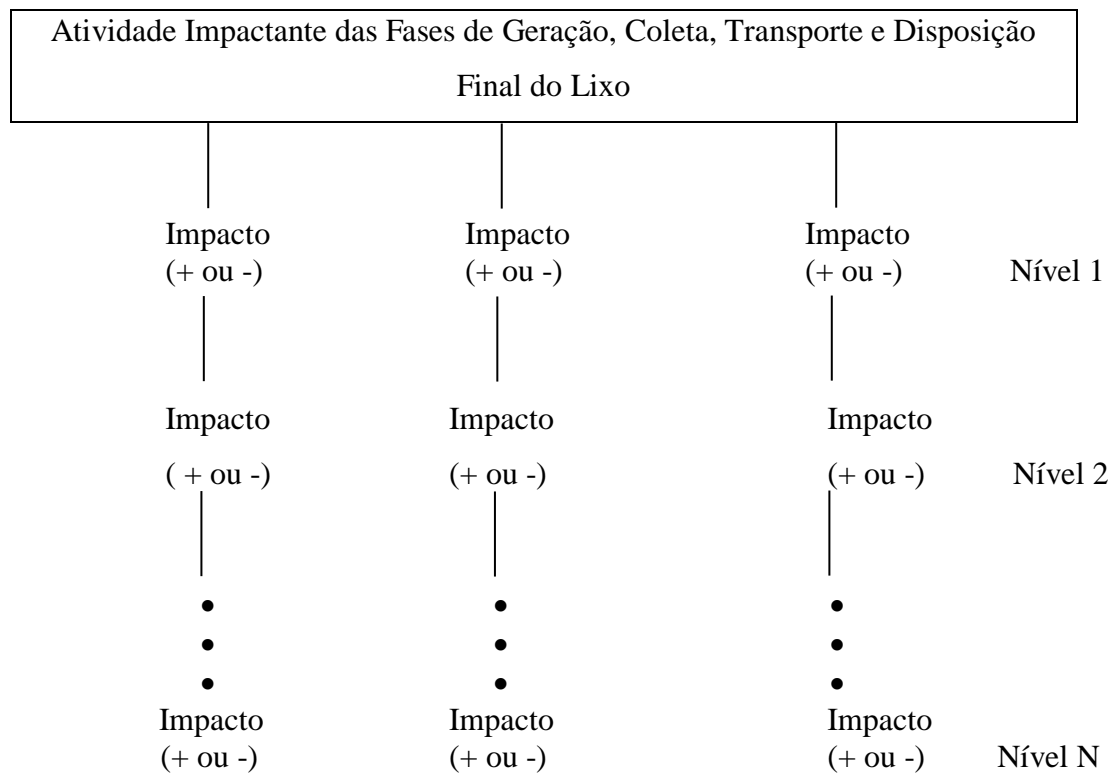 Atividade Impactante das Fases de Geração, Coleta, Transporte e Disposição
Final do Lixo
Impacto Impacto Impacto
(+ ou -) (+ ou -) (+ ou -) Nível 1
Impacto Impacto Impacto
( + ou -) (+ ou -) (+ ou -) Nível 2
Impacto Impacto Impacto
(+ ou -) (+ ou -) (+ ou -) Nível N